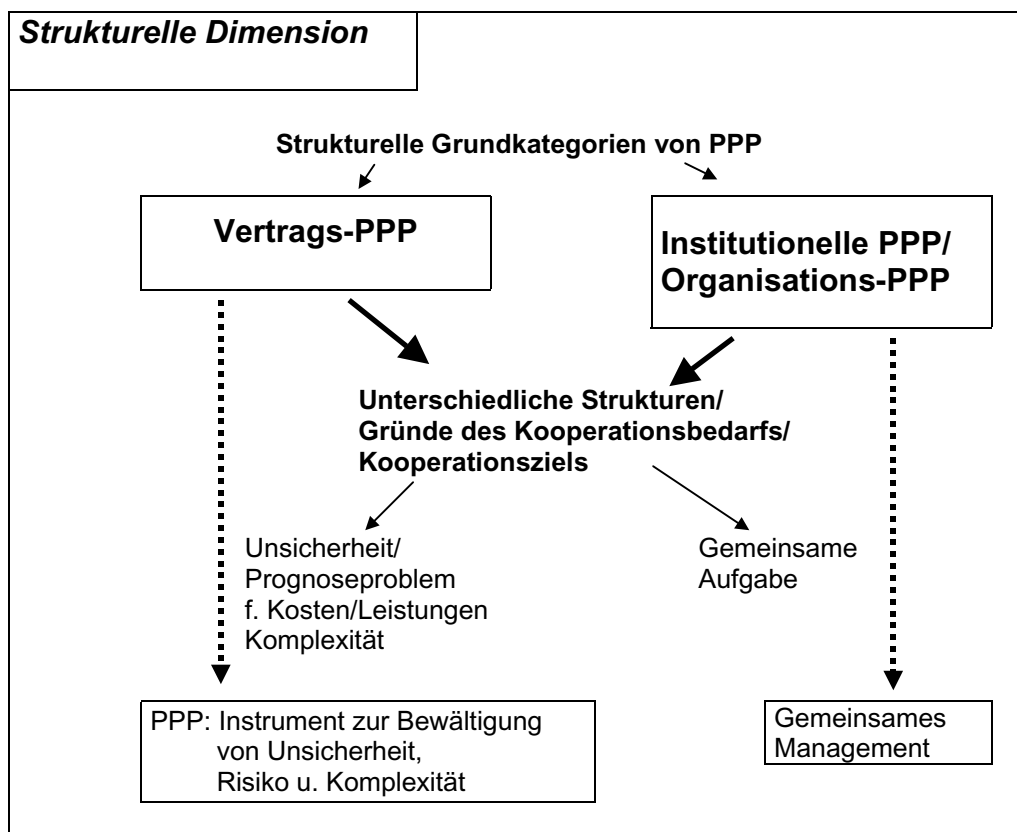 Strukturelle Dimension
Strukturelle Grundkategorien von PPP
Vertrags-PPP
Institutionelle PPP/
Organisations-PPP
Unterschiedliche Strukturen/
Gründe des Kooperationsbedarfs/
Kooperationsziels
Unsicherheit/
Prognoseproblem
f. Kosten/Leistungen
Komplexität
Gemeinsame
Aufgabe
PPP: Instrument zur Bewältigung
von Unsicherheit,
Risiko u. Komplexität
Gemeinsames
Management